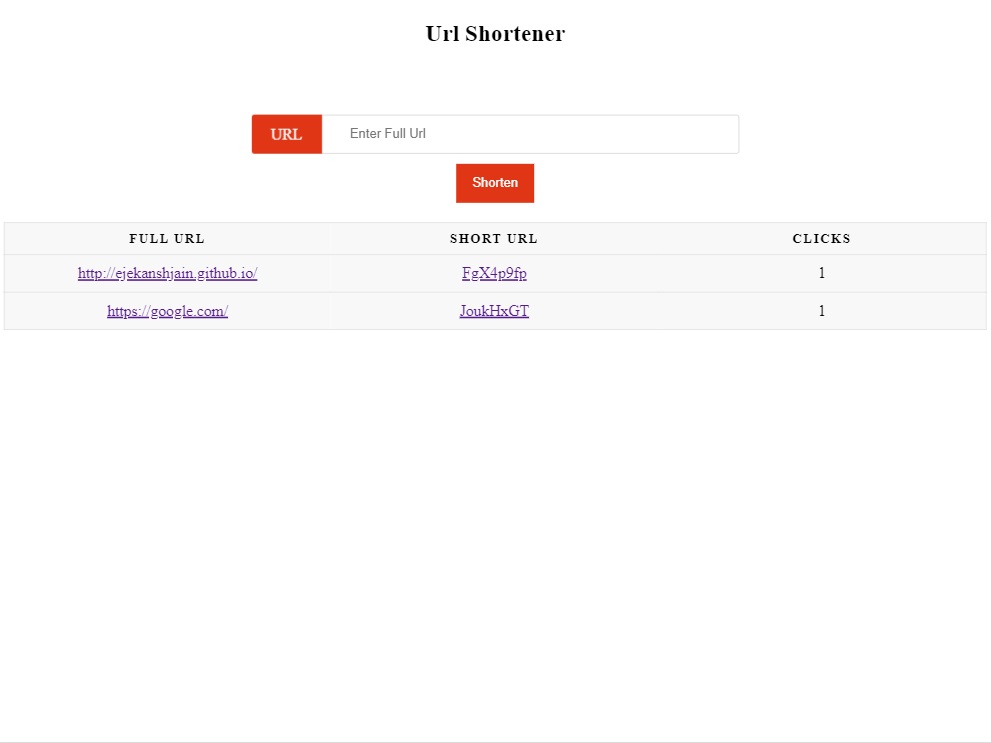 Url Shortener
URL Enter Full Url
Shorten
FULL URL SHORT URL CLICKS
http://ejekanshjain.github.io/ FgX4p9fp 1
https://google.com/ JoukHxGT 1